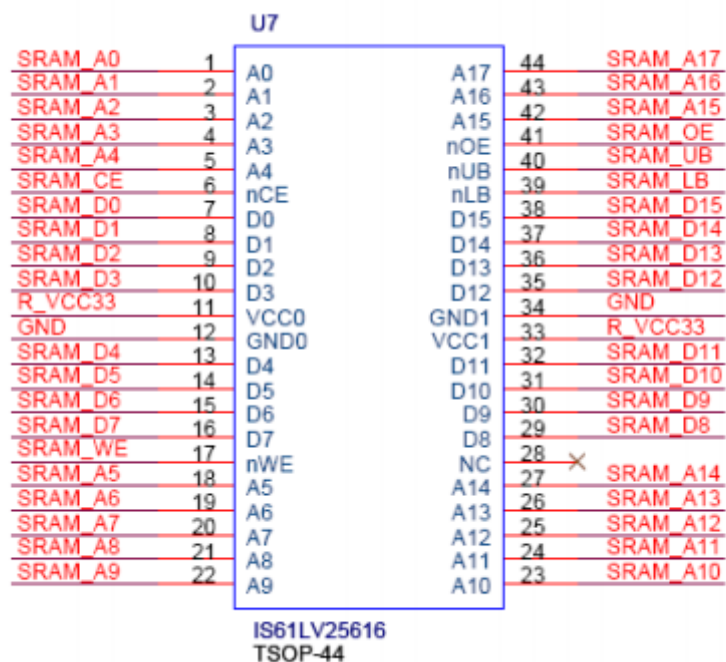 U7
SRAM_A0 1 A0 A17 44 SRAM_A17
SRAM_A1 2 A1 A16 43 SRAM_A16
SRAM_A2 3 A2 A15 42 SRAM_A15
SRAM_A3 4 A3 nOE 41 SRAM_OE
SRAM_A4 5 A4 nUB 40 SRAM_UB
SRAM_CE 6 nCE nLB 39 SRAM_LB
SRAM_D0 7 D0 D15 38 SRAM_D15
SRAM_D1 8 D1 D14 37 SRAM_D14
SRAM_D2 9 D2 D13 36 SRAM_D13
SRAM_D3 10 D3 D12 35 SRAM_D12
R_VCC33 11 VCC0 GND1 34 GND
GND 12 GND0 VCC1 33 R_VCC33
SRAM_D4 13 D4 D11 32 SRAM_D11
SRAM_D5 14 D5 D10 31 SRAM_D10
SRAM_D6 15 D6 D9 30 SRAM_D9
SRAM_D7 16 D7 D8 29 SRAM_D8
SRAM_WE 17 nWE NC 28
SRAM_A5 18 A5 A14 27 SRAM_A14
SRAM_A6 19 A6 A13 26 SRAM_A13
SRAM_A7 20 A7 A12 25 SRAM_A12
SRAM_A8 21 A8 A11 24 SRAM_A11
SRAM_A9 22 A9 A10 23 SRAM_A10
IS61LV25616
TSOP-44